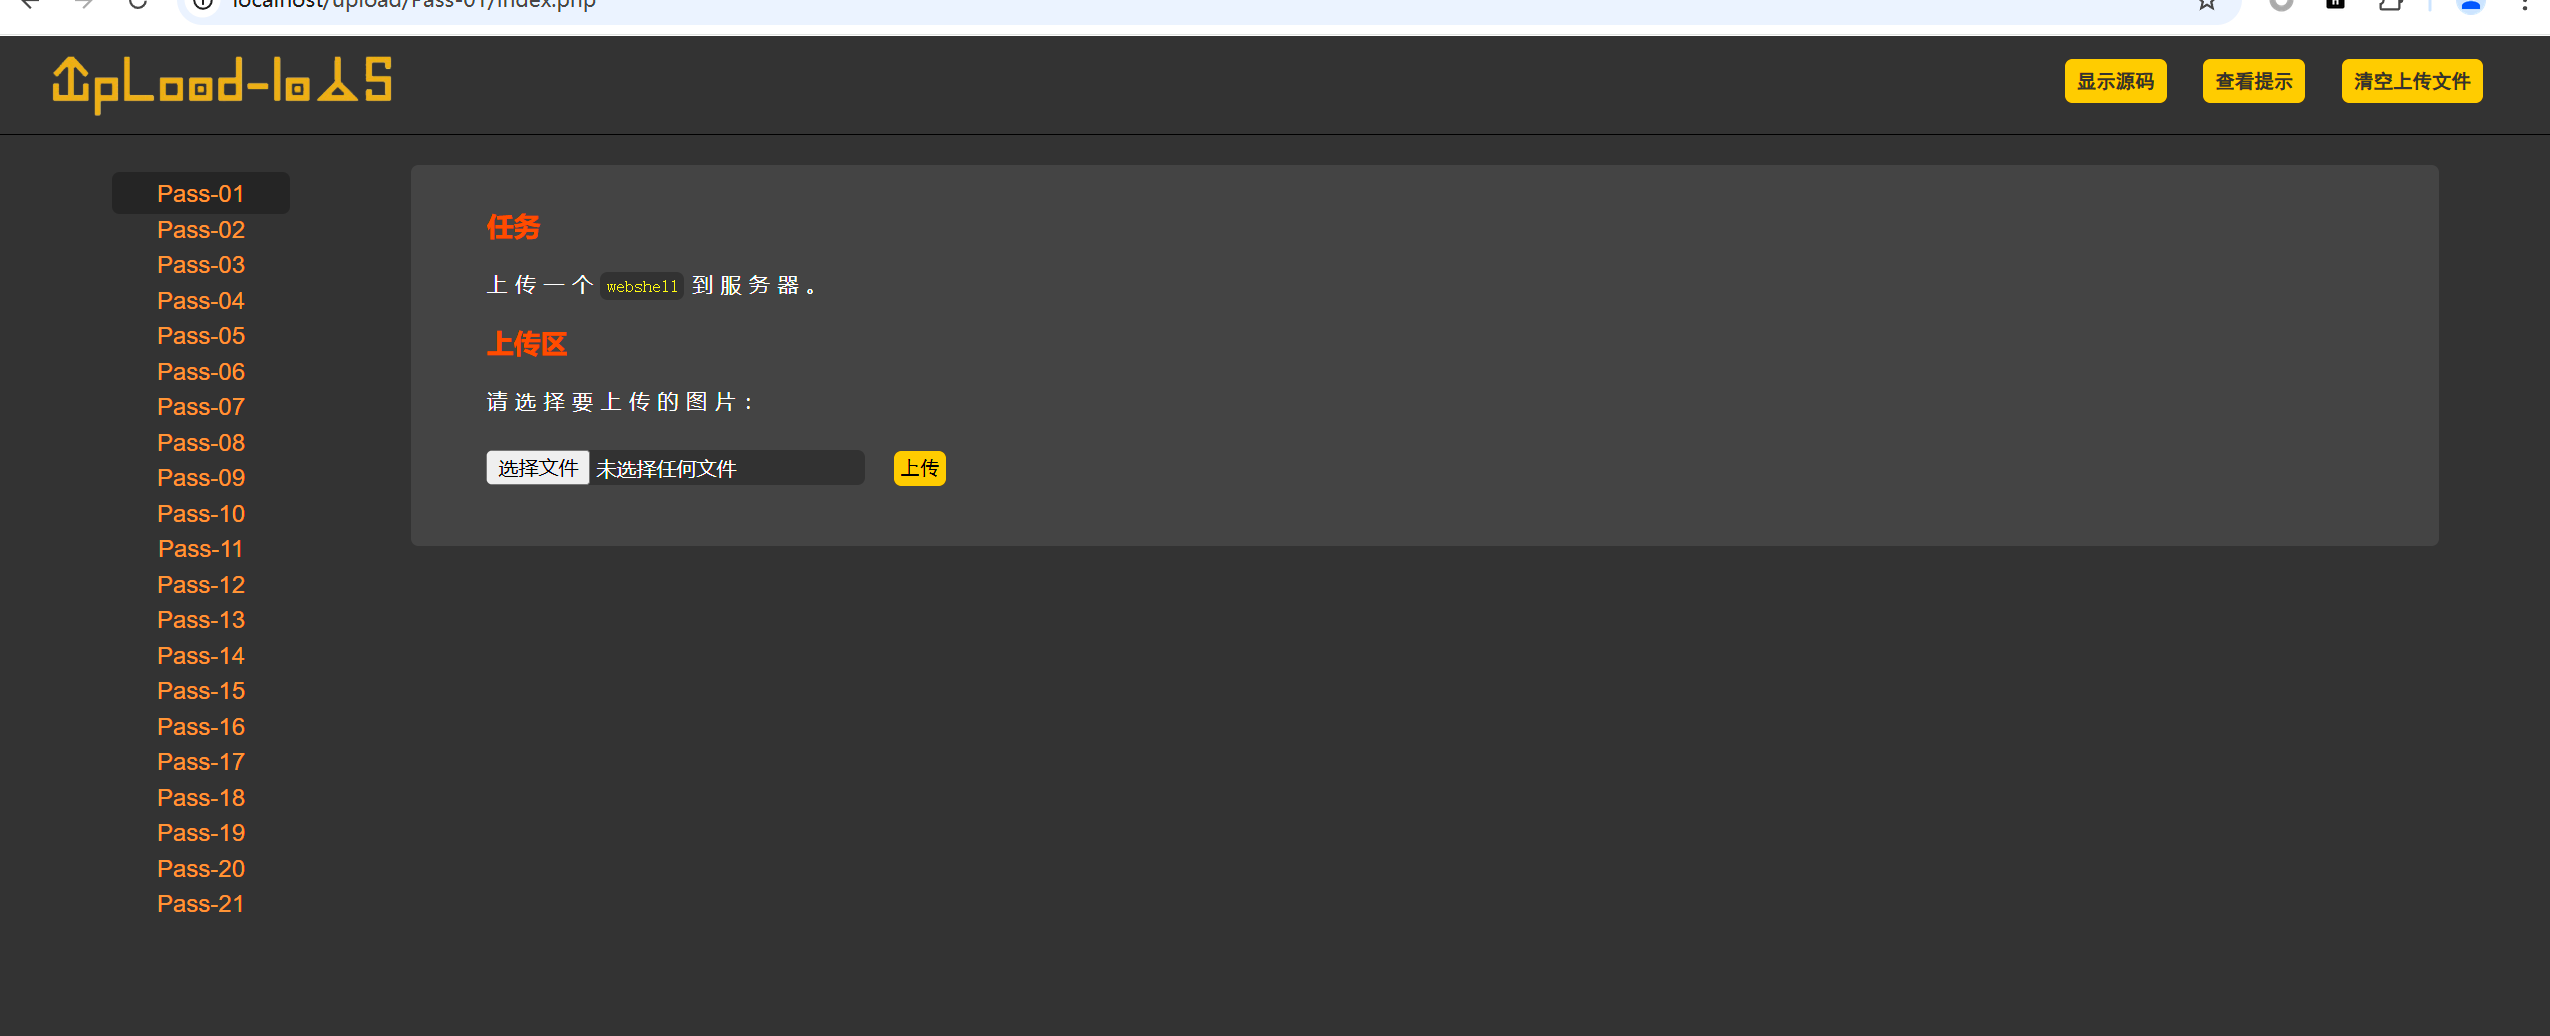 localhost/upload/Pass-01/index.php
UpLoad-labs
显示源码 查看提示 清空上传文件
Pass-01
Pass-02
Pass-03
Pass-04
Pass-05
Pass-06
Pass-07
Pass-08
Pass-09
Pass-10
Pass-11
Pass-12
Pass-13
Pass-14
Pass-15
Pass-16
Pass-17
Pass-18
Pass-19
Pass-20
Pass-21
任务
上传一个 webshell 到服务器。
上传区
请选择要上传的图片：
选择文件 未选择任何文件 上传